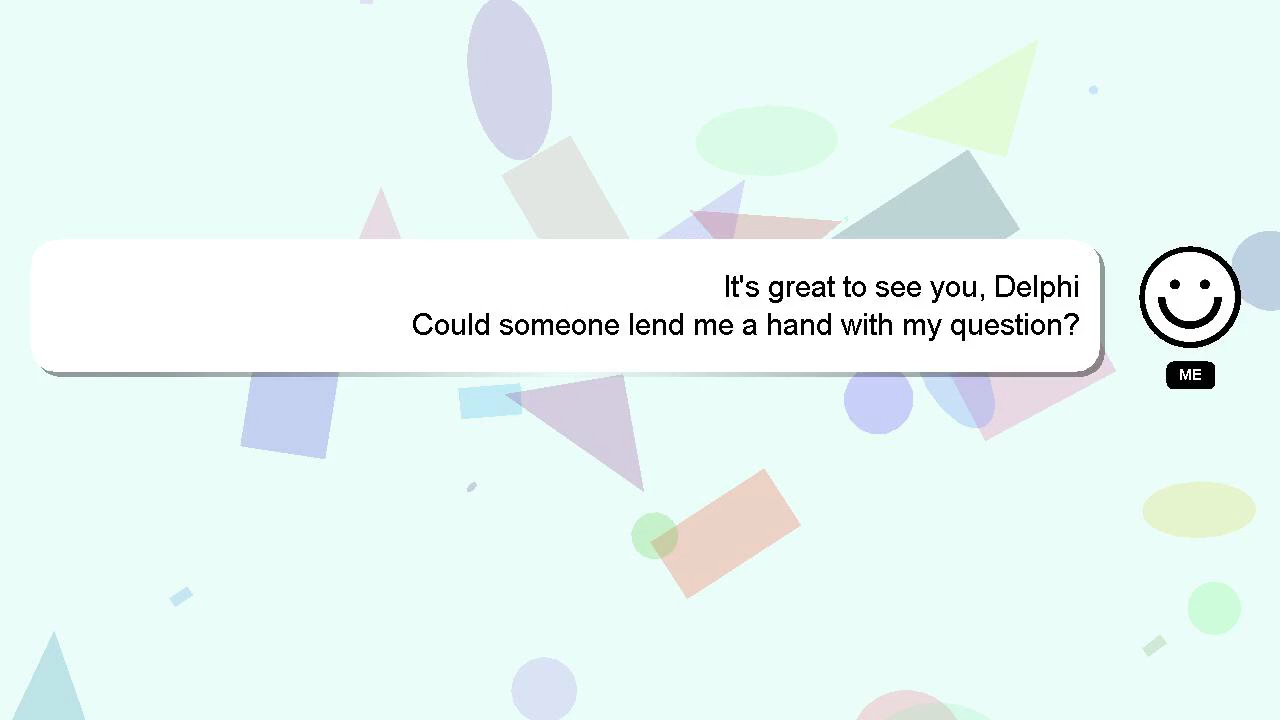 It's great to see you, Delphi
Could someone lend me a hand with my question?
ME